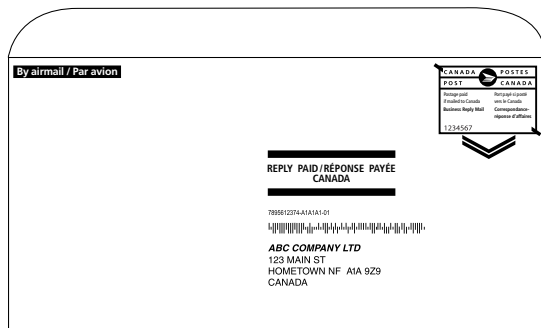 By airmail / Par avion
CANADA POSTES
POST CANADA
Postage paid
if mailed in Canada
Business Reply Mail
Port payé si posté
vers le Canada
Correspondance-
réponse d'affaires
1234567
REPLY PAID / RÉPONSE PAYÉE
CANADA
7895612374-A1A1A1-01
ABC COMPANY LTD
123 MAIN ST
HOMETOWN NF A1A 9Z9
CANADA